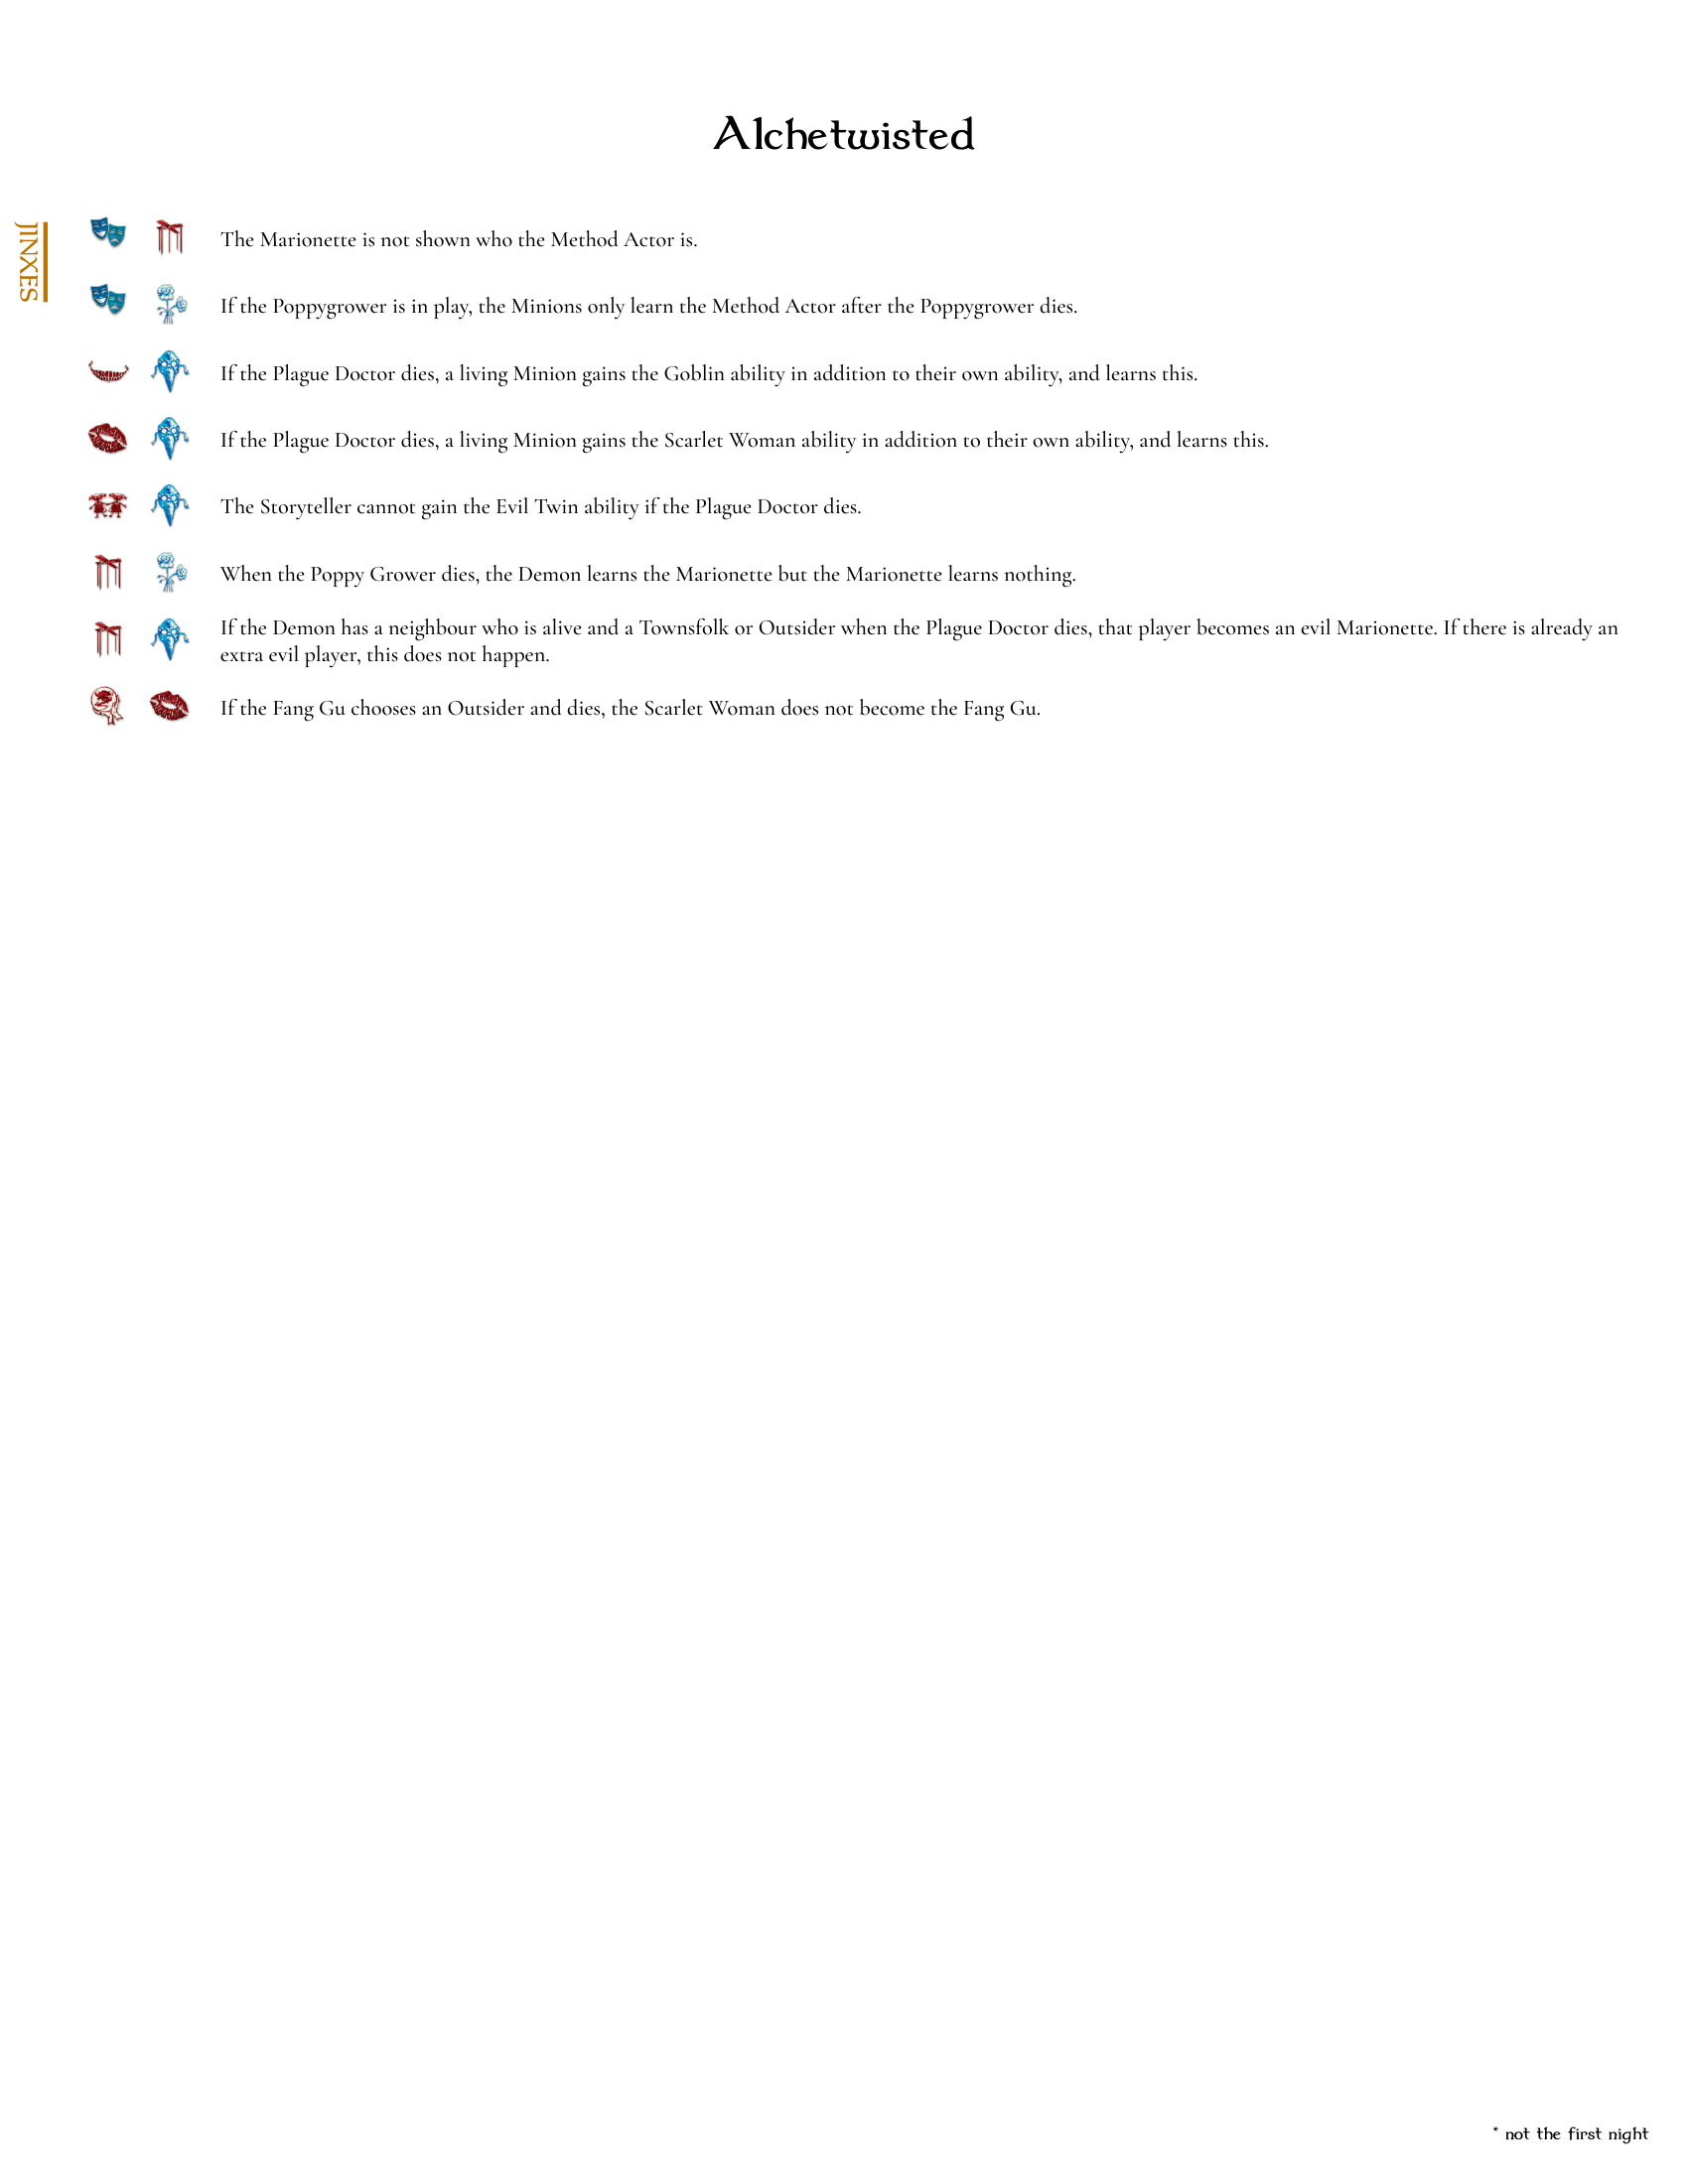 Alchetwisted
JINXES
The Marionette is not shown who the Method Actor is.
If the Poppygrower is in play, the Minions only learn the Method Actor after the Poppygrower dies.
If the Plague Doctor dies, a living Minion gains the Goblin ability in addition to their own ability, and learns this.
If the Plague Doctor dies, a living Minion gains the Scarlet Woman ability in addition to their own ability, and learns this.
The Storyteller cannot gain the Evil Twin ability if the Plague Doctor dies.
When the Poppy Grower dies, the Demon learns the Marionette but the Marionette learns nothing.
If the Demon has a neighbour who is alive and a Townsfolk or Outsider when the Plague Doctor dies, that player becomes an evil Marionette. If there is already an
extra evil player, this does not happen.
If the Fang Gu chooses an Outsider and dies, the Scarlet Woman does not become the Fang Gu.
* not the first night